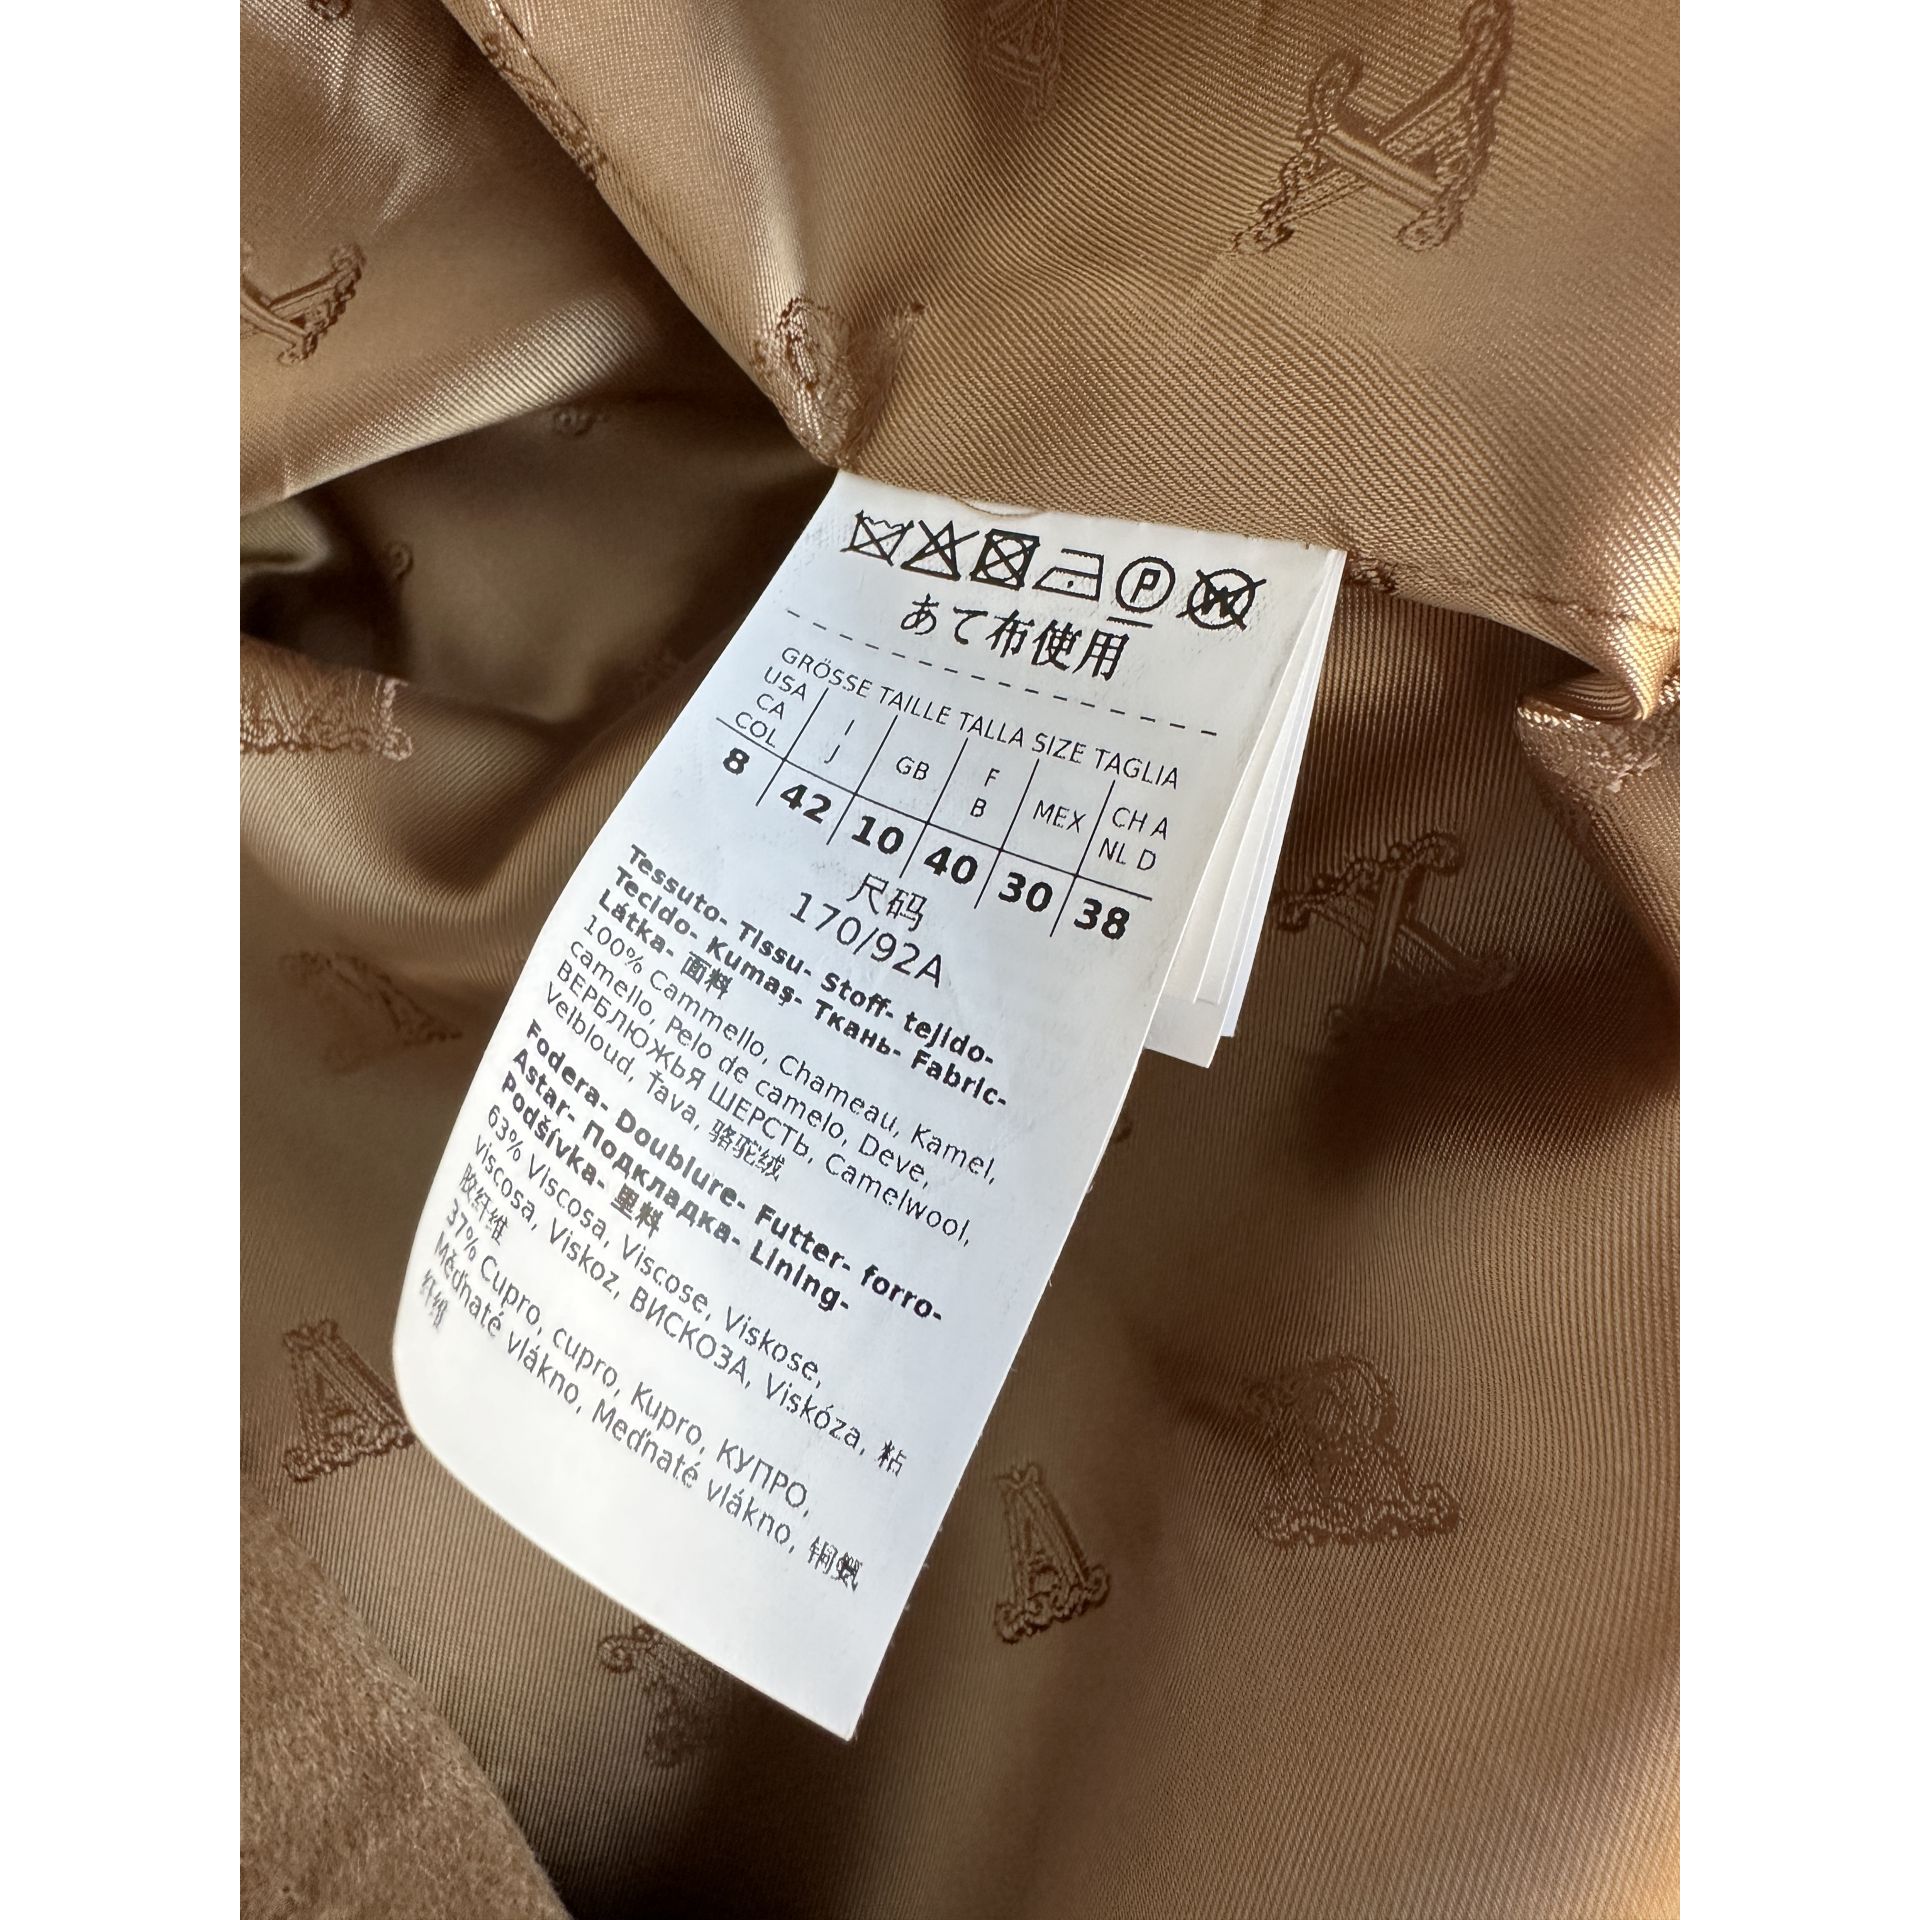 P W
あて布使用
GRÖSSE TAILLE TALLA SIZE TAGLIA
USA CA COL | I J | GB | F B | MEX | CH A NL D
8 | 42 | 10 | 40 | 30 | 38
尺码
170/92A
Tessuto- Tissu- Stoff- tejido-
Tecido- Kumaş- Ткань- Fabric-
Látka- 面料
100% Cammello, Chameau, Kamel,
camello, Pelo de camelo, Deve,
ВЕРБЛЮЖЬЯ ШЕРСТЬ, Camelwool,
Velbloud, Ťava, 骆驼绒
Fodera- Doublure- Futter- forro-
Astar- подкладка- Lining-
Podšívka- 里料
63% Viscosa, Viscose, Viskose,
viscosa, Viskoz, ВИСКОЗА, Viskóza, 粘
胶纤维
37% Cupro, cupro, Kupro, КУПРО,
Měďnaté vlákno, Meďnaté vlákno, 铜氨
纤维